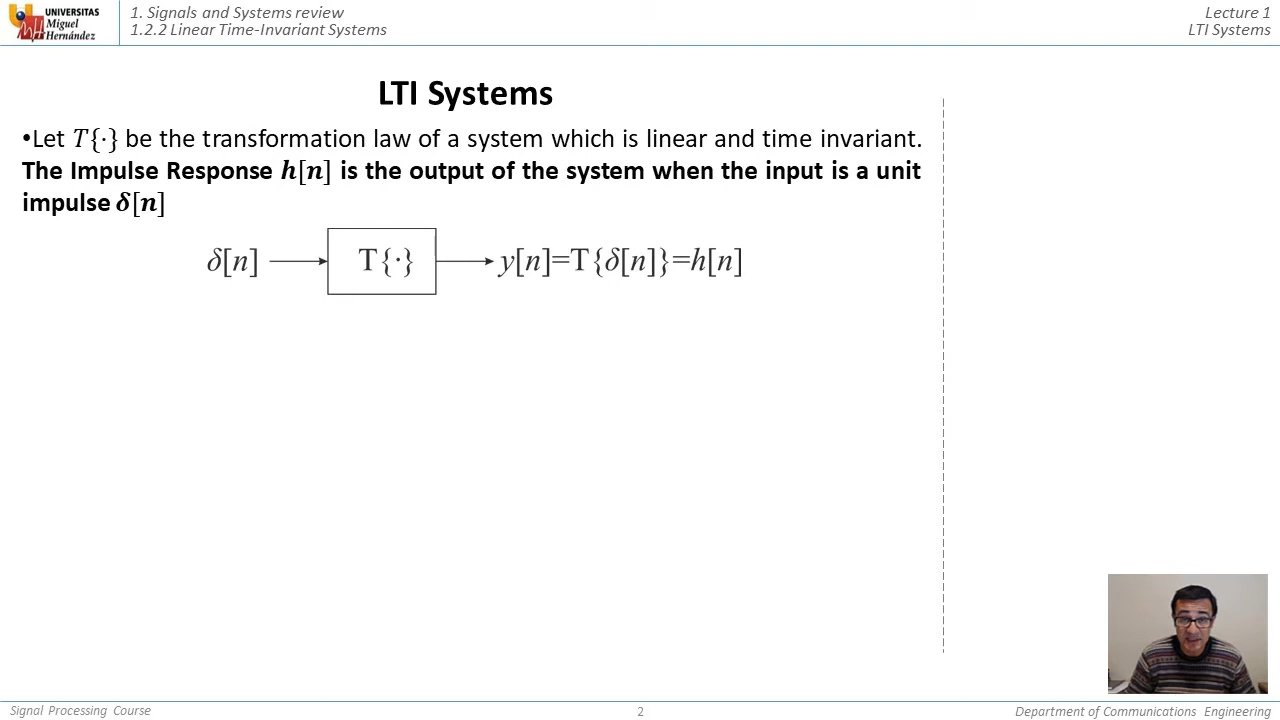 UNIVERSITAS
Miguel
Hernández
1. Signals and Systems review
1.2.2 Linear Time-Invariant Systems
Lecture 1
LTI Systems
LTI Systems
•Let T{·} be the transformation law of a system which is linear and time invariant.
The Impulse Response h[n] is the output of the system when the input is a unit
impulse δ[n]
δ[n] T{·} y[n]=T{δ[n]}=h[n]
Signal Processing Course
2
Department of Communications Engineering